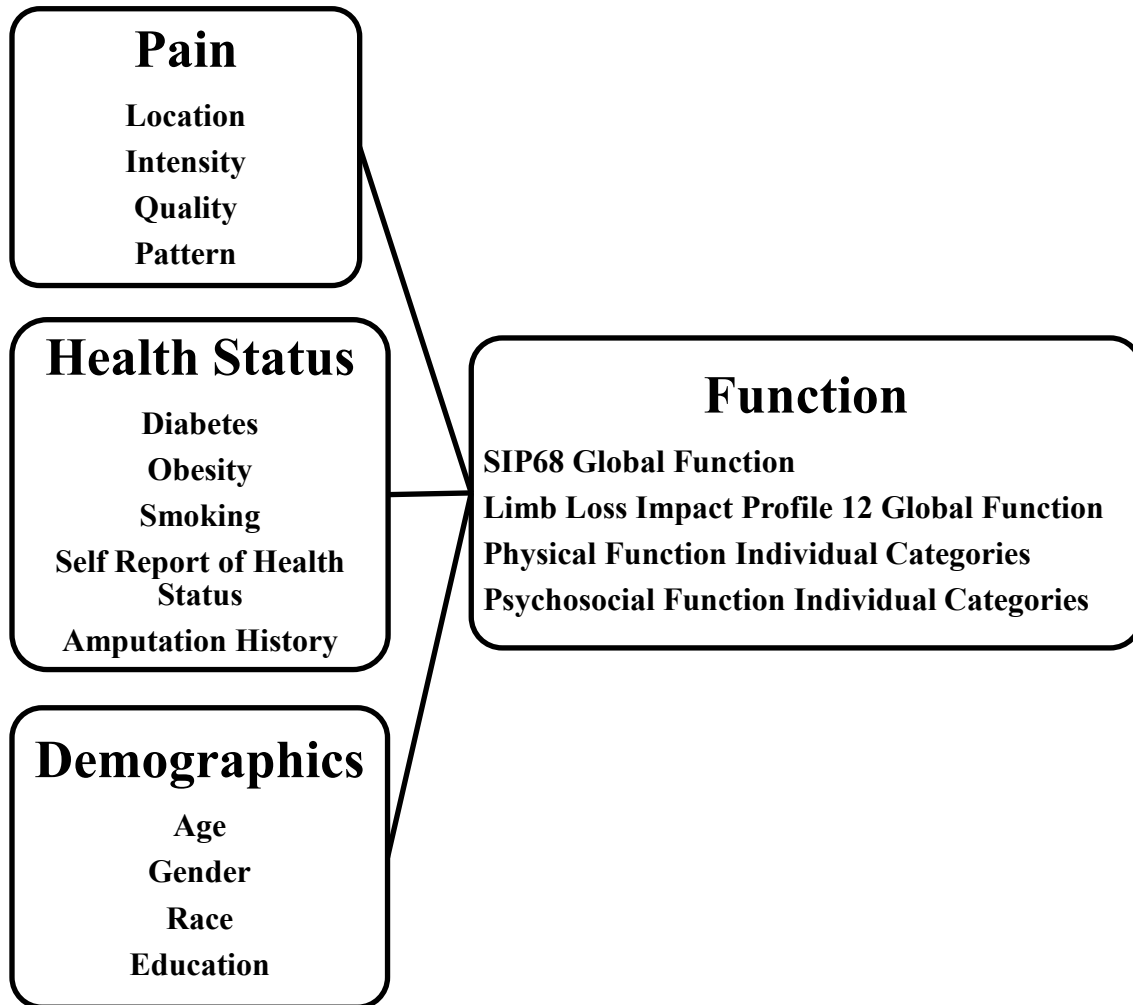 Pain
Location
Intensity
Quality
Pattern
Health Status
Diabetes
Obesity
Smoking
Self Report of Health
Status
Amputation History
Demographics
Age
Gender
Race
Education
Function
SIP68 Global Function
Limb Loss Impact Profile 12 Global Function
Physical Function Individual Categories
Psychosocial Function Individual Categories